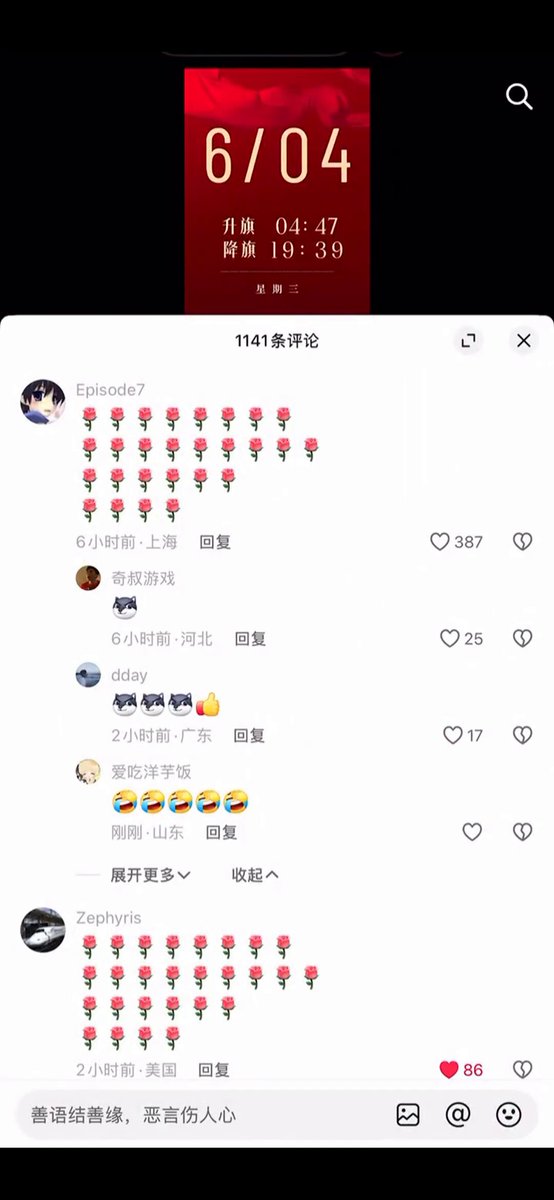 6/04
升旗 04:47
降旗 19:39
星期三
1141条评论
Episode7
🌹🌹🌹🌹🌹🌹🌹🌹
🌹🌹🌹🌹🌹🌹🌹🌹🌹
🌹🌹🌹🌹🌹🌹
🌹🌹🌹🌹
6小时前·上海 回复 387
奇叔游戏
6小时前·河北 回复 25
dday
👍
2小时前·广东 回复 17
爱吃洋芋饭
🤣🤣🤣🤣🤣
刚刚·山东 回复
展开更多 收起
Zephyris
🌹🌹🌹🌹🌹🌹🌹🌹
🌹🌹🌹🌹🌹🌹🌹🌹🌹
🌹🌹🌹🌹🌹🌹
🌹🌹🌹🌹
2小时前·美国 回复 86
善语结善缘，恶言伤人心 @